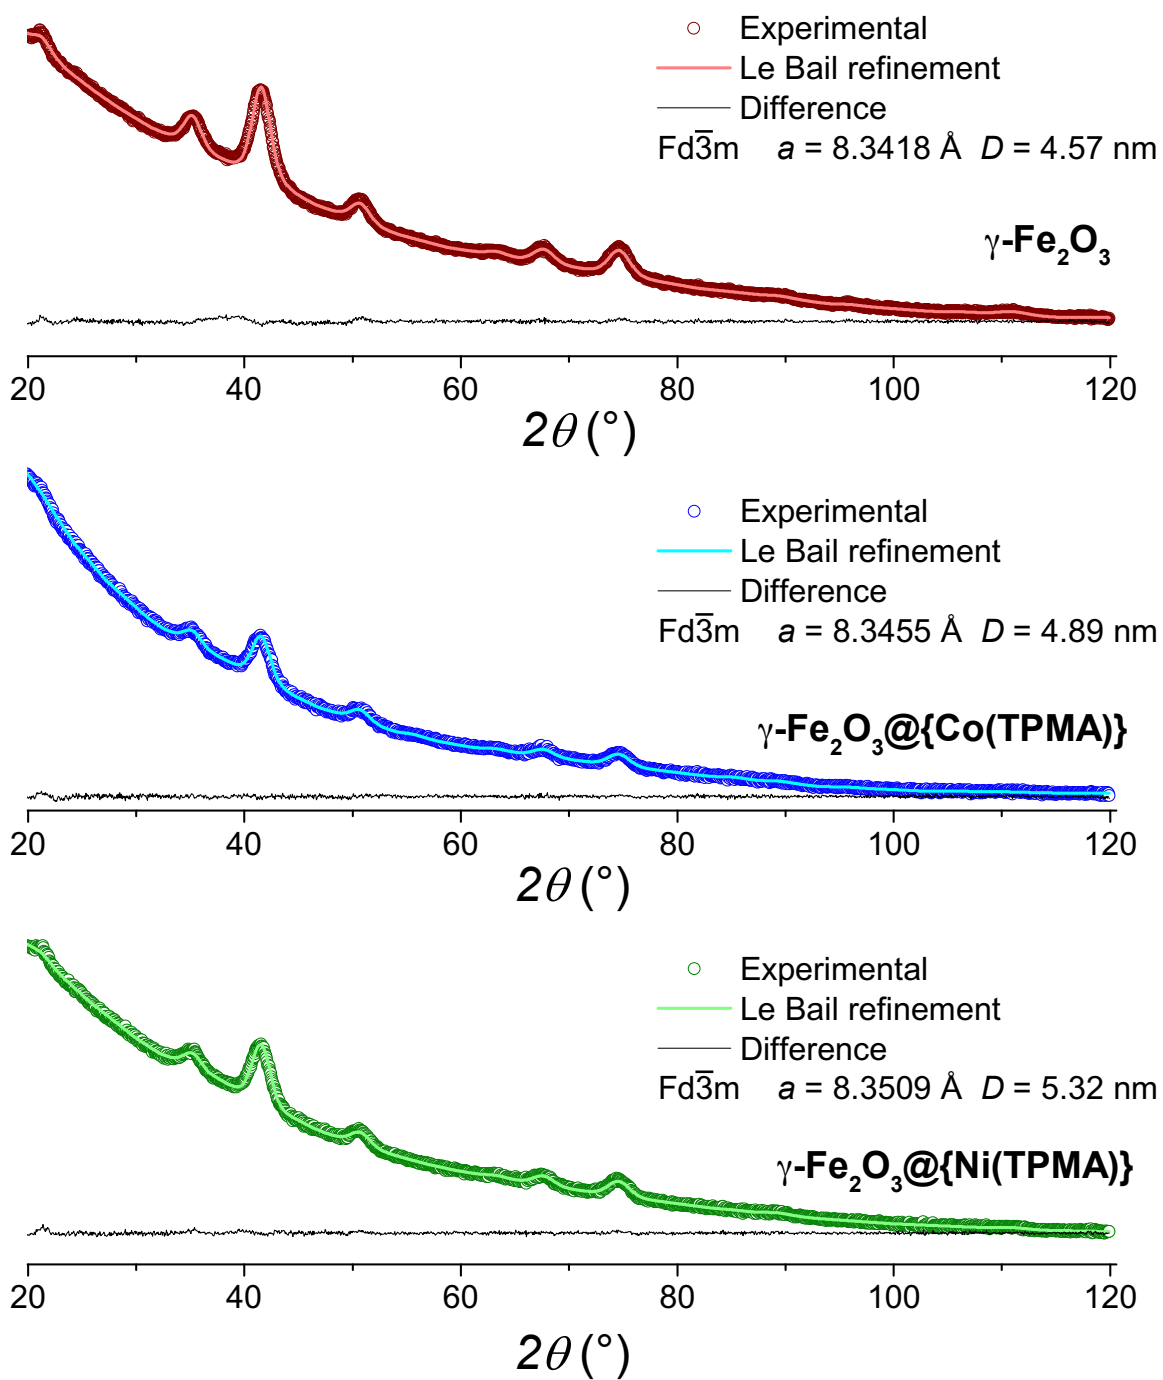 Experimental
Le Bail refinement
Difference
Fd3̅m a = 8.3418 Å D = 4.57 nm
γ-Fe₂O₃
20 40 60 80 100 120
2θ (°)
Experimental
Le Bail refinement
Difference
Fd3̅m a = 8.3455 Å D = 4.89 nm
γ-Fe₂O₃@{Co(TPMA)}
20 40 60 80 100 120
2θ (°)
Experimental
Le Bail refinement
Difference
Fd3̅m a = 8.3509 Å D = 5.32 nm
γ-Fe₂O₃@{Ni(TPMA)}
20 40 60 80 100 120
2θ (°)